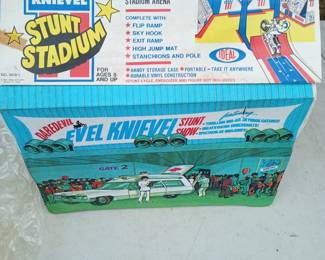 KNIEVEL
STUNT
STADIUM
STADIUM ARENA
COMPLETE WITH:
• FLIP RAMP
• SKY HOOK
• EXIT RAMP
• HIGH JUMP MAT
• STANCHIONS AND POLE
FOR
AGES 5
AND UP
• HANDY STORAGE CASE • PORTABLE - TAKE IT ANYWHERE
• DURABLE VINYL CONSTRUCTION
IDEAL
DAREDEVIL
EVEL KNIEVEL
STUNT
SHOW
GATE 2